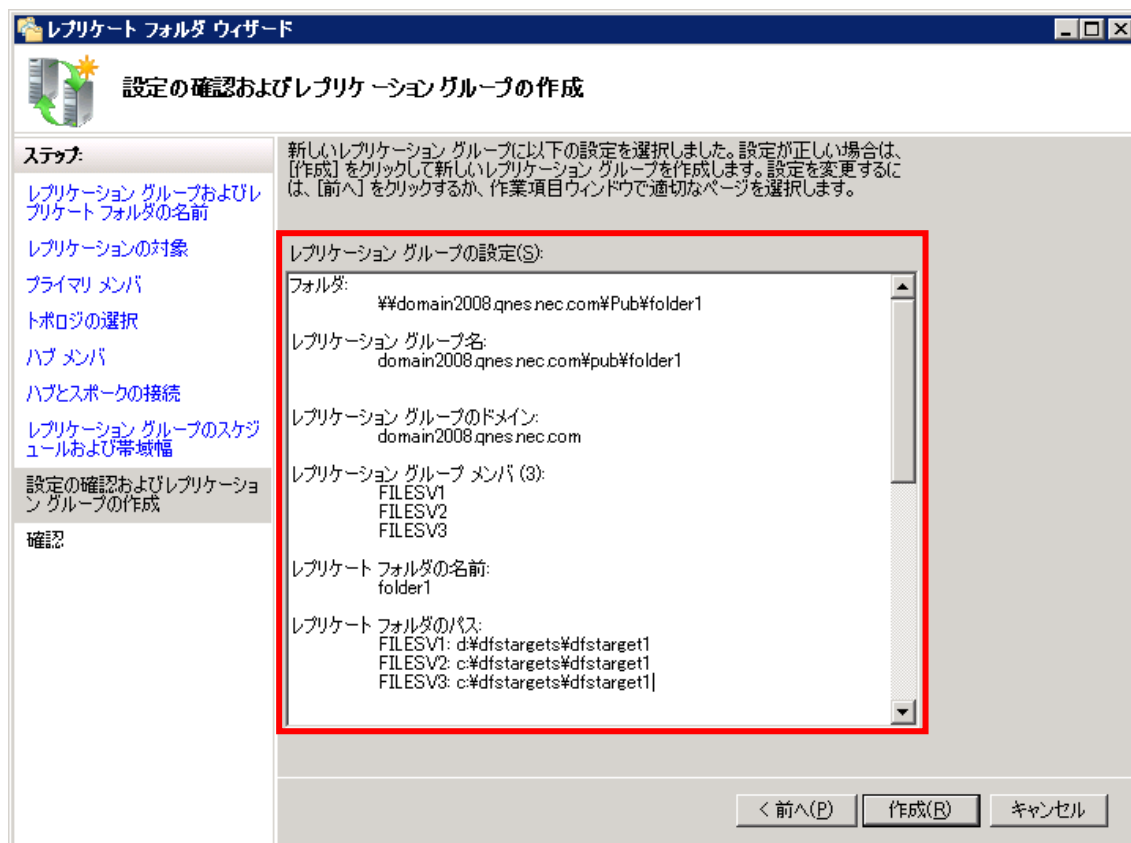 レプリケート フォルダ ウィザード
設定の確認およびレプリケーション グループの作成
ステップ:
レプリケーション グループおよびレ
プリケート フォルダの名前
レプリケーションの対象
プライマリ メンバ
トポロジの選択
ハブ メンバ
ハブとスポークの接続
レプリケーション グループのスケジ
ュールおよび帯域幅
設定の確認およびレプリケーショ
ン グループの作成
確認
新しいレプリケーション グループに以下の設定を選択しました。設定が正しい場合は、
[作成] をクリックして新しいレプリケーション グループを作成します。設定を変更するに
は、[前へ] をクリックするか、作業項目ウィンドウで適切なページを選択します。
レプリケーション グループの設定(S):
フォルダ:
¥¥domain2008.qnes.nec.com¥Pub¥folder1
レプリケーション グループ名:
domain2008.qnes.nec.com¥pub¥folder1
レプリケーション グループのドメイン:
domain2008.qnes.nec.com
レプリケーション グループ メンバ (3):
FILESV1
FILESV2
FILESV3
レプリケート フォルダの名前:
folder1
レプリケート フォルダのパス:
FILESV1: d:¥dfstargets¥dfstarget1
FILESV2: c:¥dfstargets¥dfstarget1
FILESV3: c:¥dfstargets¥dfstarget1
< 前へ(P)
作成(R)
キャンセル